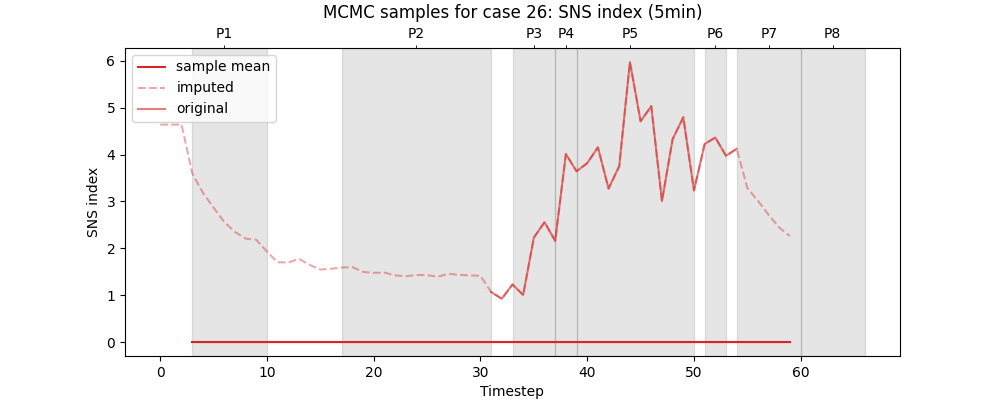 MCMC samples for case 26: SNS index (5min)
P1 P2 P3 P4 P5 P6 P7 P8
sample mean
imputed
original
6
5
4
3
2
1
0
SNS index
0 10 20 30 40 50 60
Timestep